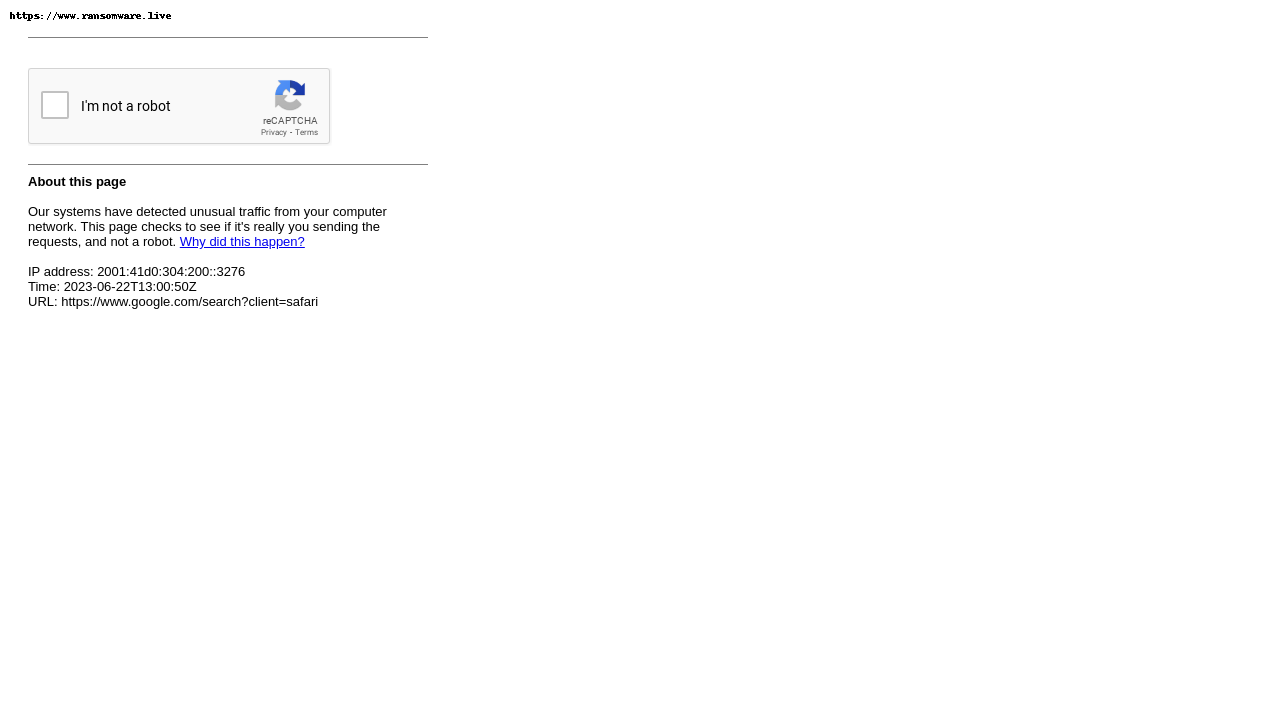 https://www.ransomware.live
I'm not a robot
reCAPTCHA
Privacy - Terms
About this page
Our systems have detected unusual traffic from your computer
network. This page checks to see if it's really you sending the
requests, and not a robot. Why did this happen?
IP address: 2001:41d0:304:200::3276
Time: 2023-06-22T13:00:50Z
URL: https://www.google.com/search?client=safari